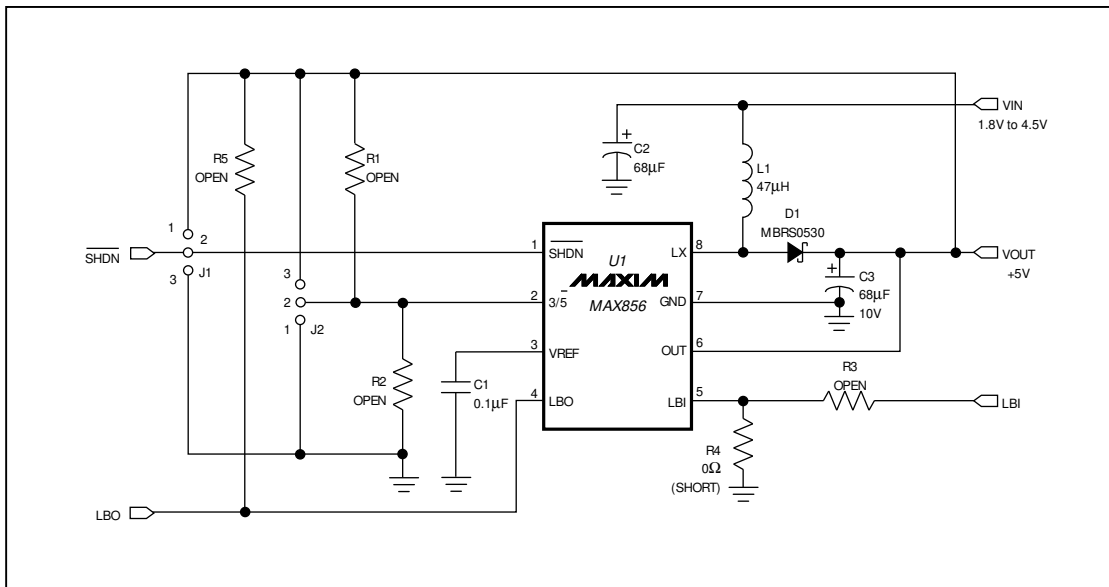 VIN
1.8V to 4.5V
C2
68µF
L1
47µH
R5
OPEN
R1
OPEN
D1
MBRS0530
1
2
3
J1
SHDN
3
2
1
J2
1
SHDN
U1
MAXIM
MAX856
LX
8
VOUT
+5V
2
3/5
GND
7
C3
68µF
10V
3
VREF
OUT
6
R2
OPEN
C1
0.1µF
4
LBO
LBI
5
R3
OPEN
LBI
R4
0Ω
(SHORT)
LBO